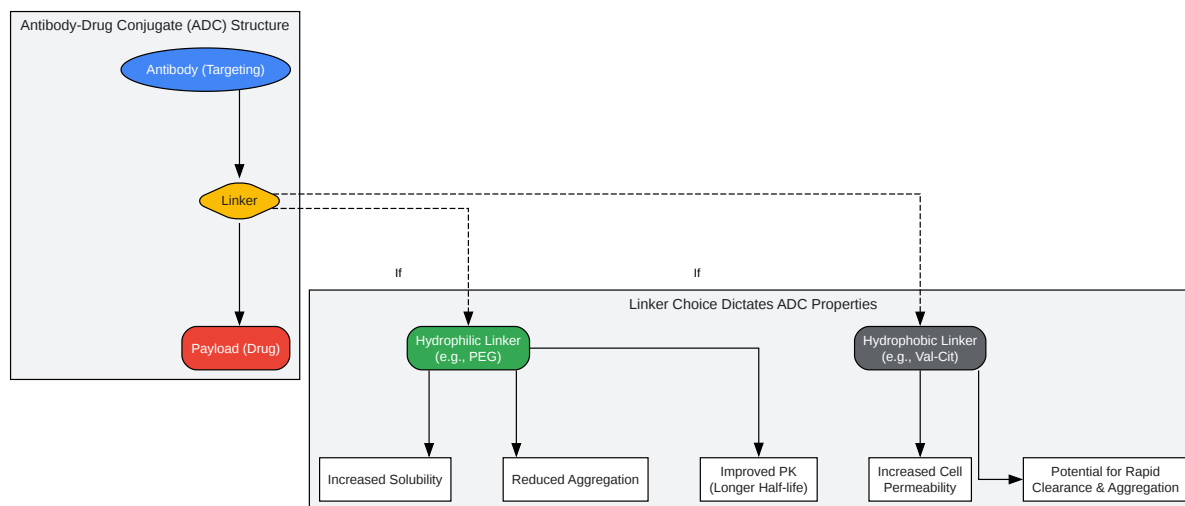 Antibody-Drug Conjugate (ADC) Structure
Antibody (Targeting)
Linker
Payload (Drug)
If
If
Linker Choice Dictates ADC Properties
Hydrophilic Linker
(e.g., PEG)
Hydrophobic Linker
(e.g., Val-Cit)
Increased Solubility
Reduced Aggregation
Improved PK
(Longer Half-life)
Increased Cell
Permeability
Potential for Rapid
Clearance & Aggregation